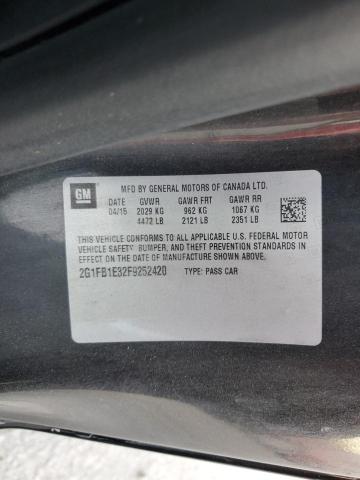 GM
MFD BY GENERAL MOTORS OF CANADA LTD.
DATE GVWR GAWR FRT GAWR RR
04/15 2029 KG 962 KG 1067 KG
4472 LB 2121 LB 2351 LB
THIS VEHICLE CONFORMS TO ALL APPLICABLE U.S. FEDERAL MOTOR
VEHICLE SAFETY, BUMPER, AND THEFT PREVENTION STANDARDS IN
EFFECT ON THE DATE OF MANUFACTURE SHOWN ABOVE.
2G1FB1E32F9252420 TYPE: PASS CAR